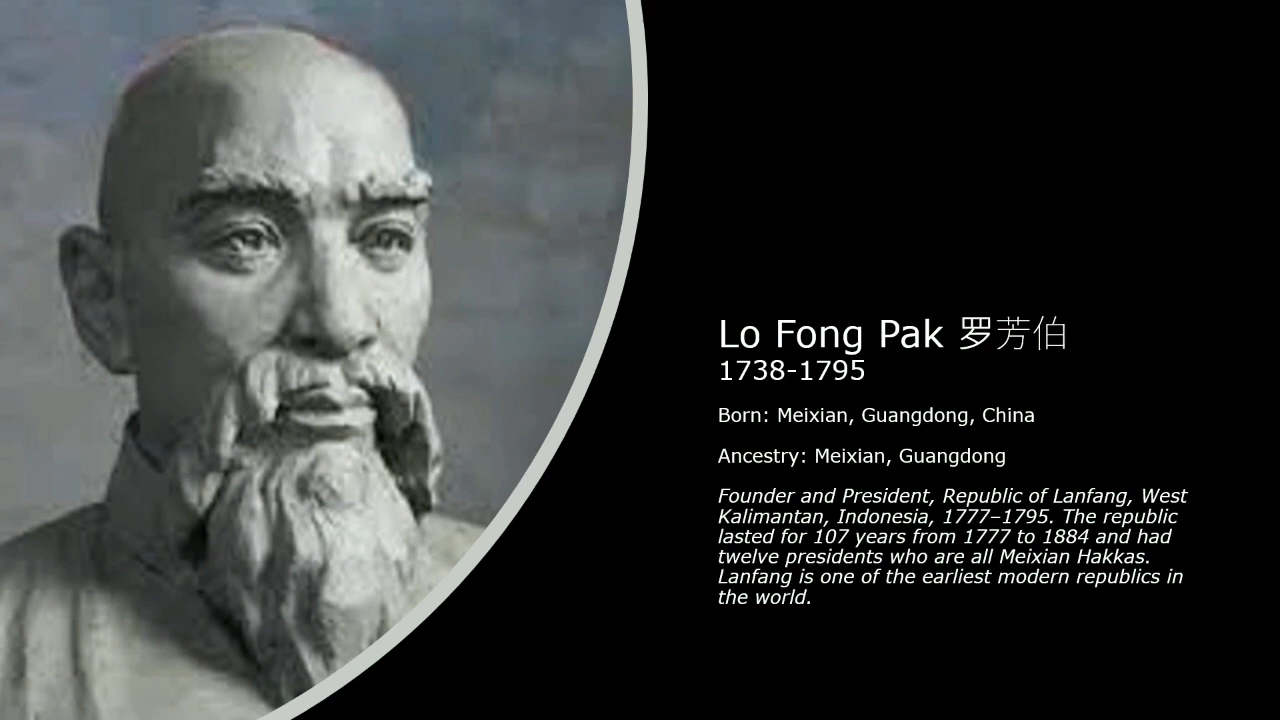 Lo Fong Pak 罗芳伯
1738-1795
Born: Meixian, Guangdong, China
Ancestry: Meixian, Guangdong
Founder and President, Republic of Lanfang, West
Kalimantan, Indonesia, 1777–1795. The republic
lasted for 107 years from 1777 to 1884 and had
twelve presidents who are all Meixian Hakkas.
Lanfang is one of the earliest modern republics in
the world.